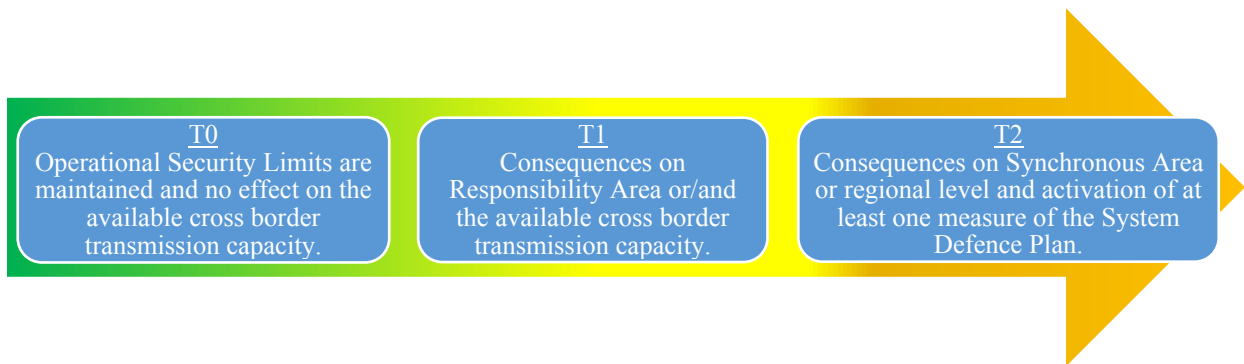 T0
Operational Security Limits are
maintained and no effect on the
available cross border
transmission capacity.
T1
Consequences on
Responsibility Area or/and
the available cross border
transmission capacity.
T2
Consequences on Synchronous Area
or regional level and activation of at
least one measure of the System
Defence Plan.